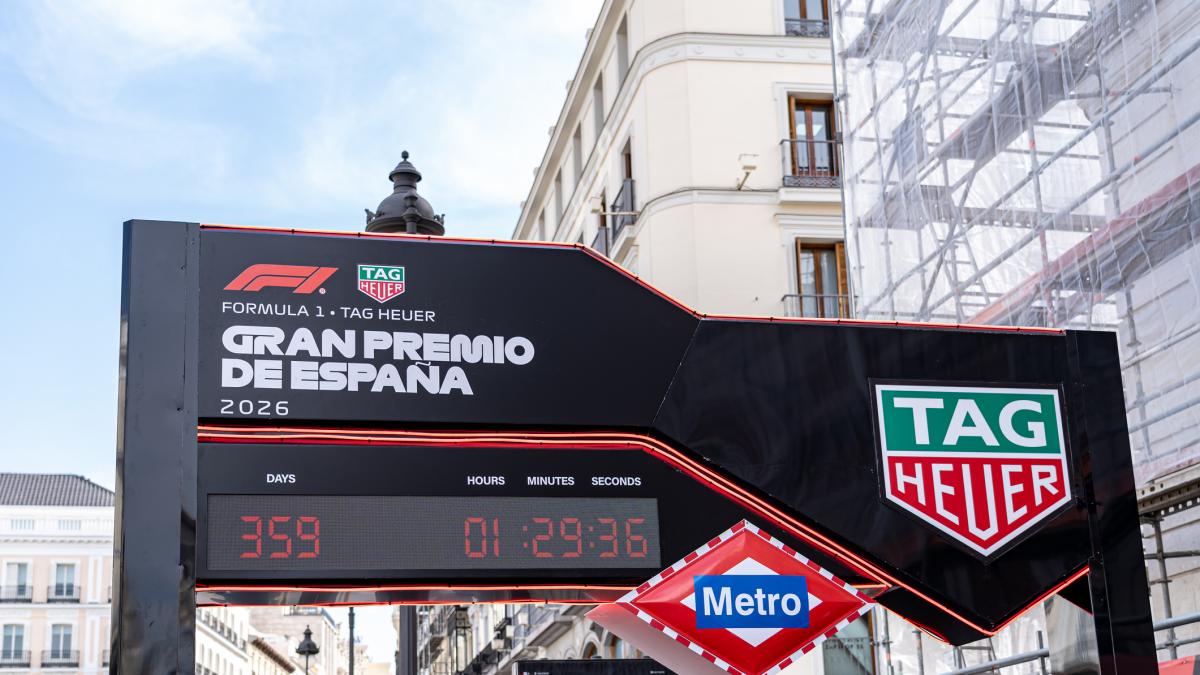 TAG
HEUER
FORMULA 1 • TAG HEUER
GRAN PREMIO
DE ESPAÑA
2026
DAYS HOURS MINUTES SECONDS
359 01:29:36
TAG
HEUER
Metro